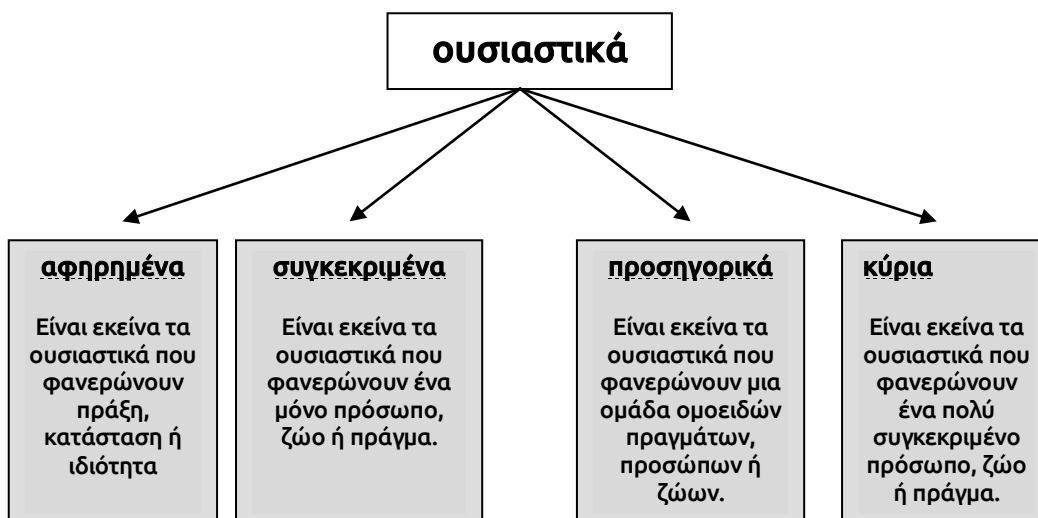 ουσιαστικά
αφηρημένα
Είναι εκείνα τα
ουσιαστικά που
φανερώνουν
πράξη,
κατάσταση ή
ιδιότητα
συγκεκριμένα
Είναι εκείνα τα
ουσιαστικά που
φανερώνουν ένα
μόνο πρόσωπο,
ζώο ή πράγμα.
προσηγορικά
Είναι εκείνα τα
ουσιαστικά που
φανερώνουν μια
ομάδα ομοειδών
πραγμάτων,
προσώπων ή
ζώων.
κύρια
Είναι εκείνα τα
ουσιαστικά που
φανερώνουν
ένα πολύ
συγκεκριμένο
πρόσωπο, ζώο
ή πράγμα.